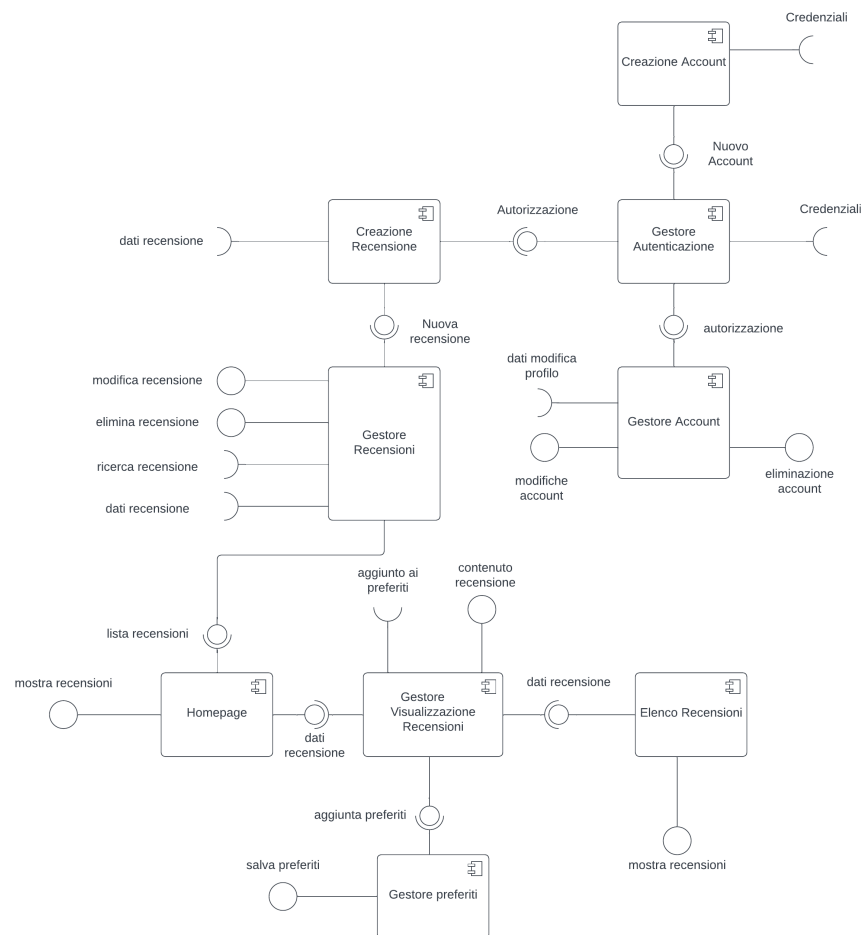 Credenziali
Creazione Account
Nuovo
Account
Autorizzazione
Credenziali
dati recensione
Creazione
Recensione
Gestore
Autenticazione
Nuova
recensione
autorizzazione
dati modifica
profilo
modifica recensione
elimina recensione
Gestore
Recensioni
Gestore Account
ricerca recensione
dati recensione
modifiche
account
eliminazione
account
aggiunto ai
preferiti
contenuto
recensione
lista recensioni
mostra recensioni
Homepage
dati
recensione
Gestore
Visualizzazione
Recensioni
dati recensione
Elenco Recensioni
aggiunta preferiti
salva preferiti
Gestore preferiti
mostra recensioni